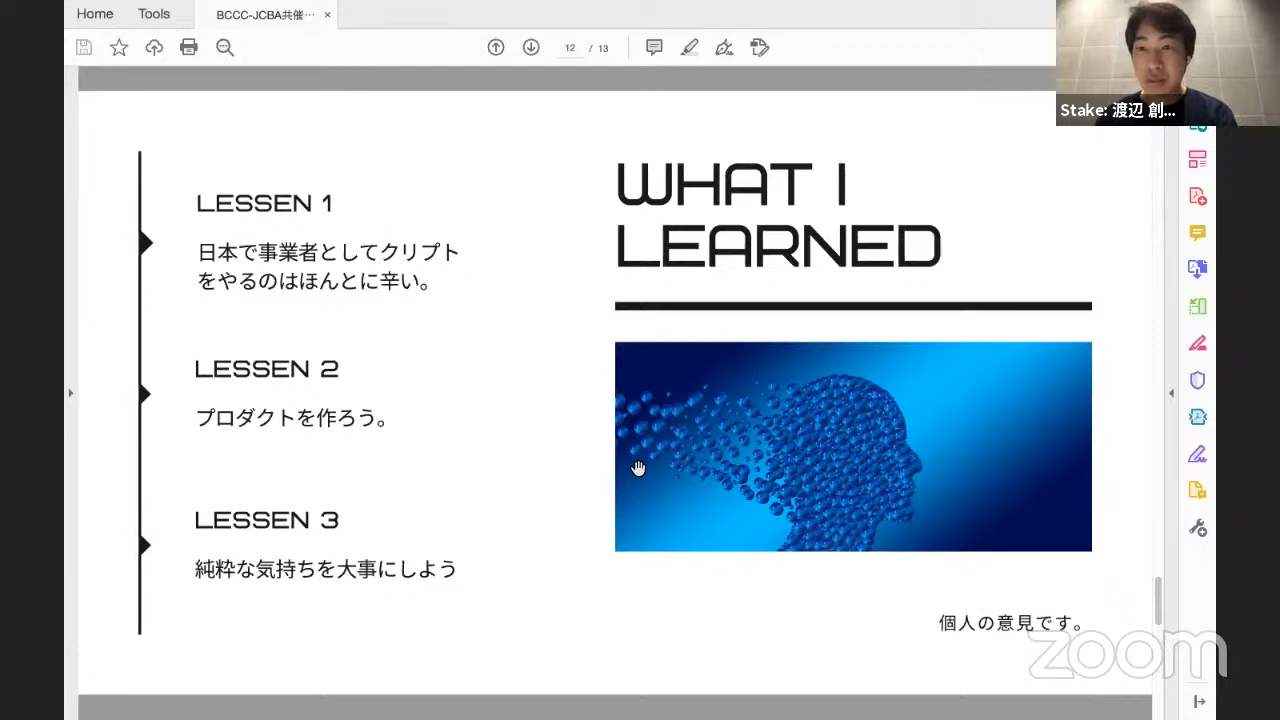 Home Tools BCCC-JCBA共催… ×
12 / 13
Stake: 渡辺 創...
WHAT I
LEARNED
LESSEN 1
日本で事業者としてクリプト
をやるのはほんとに辛い。
LESSEN 2
プロダクトを作ろう。
LESSEN 3
純粋な気持ちを大事にしよう
個人の意見です。
zoom